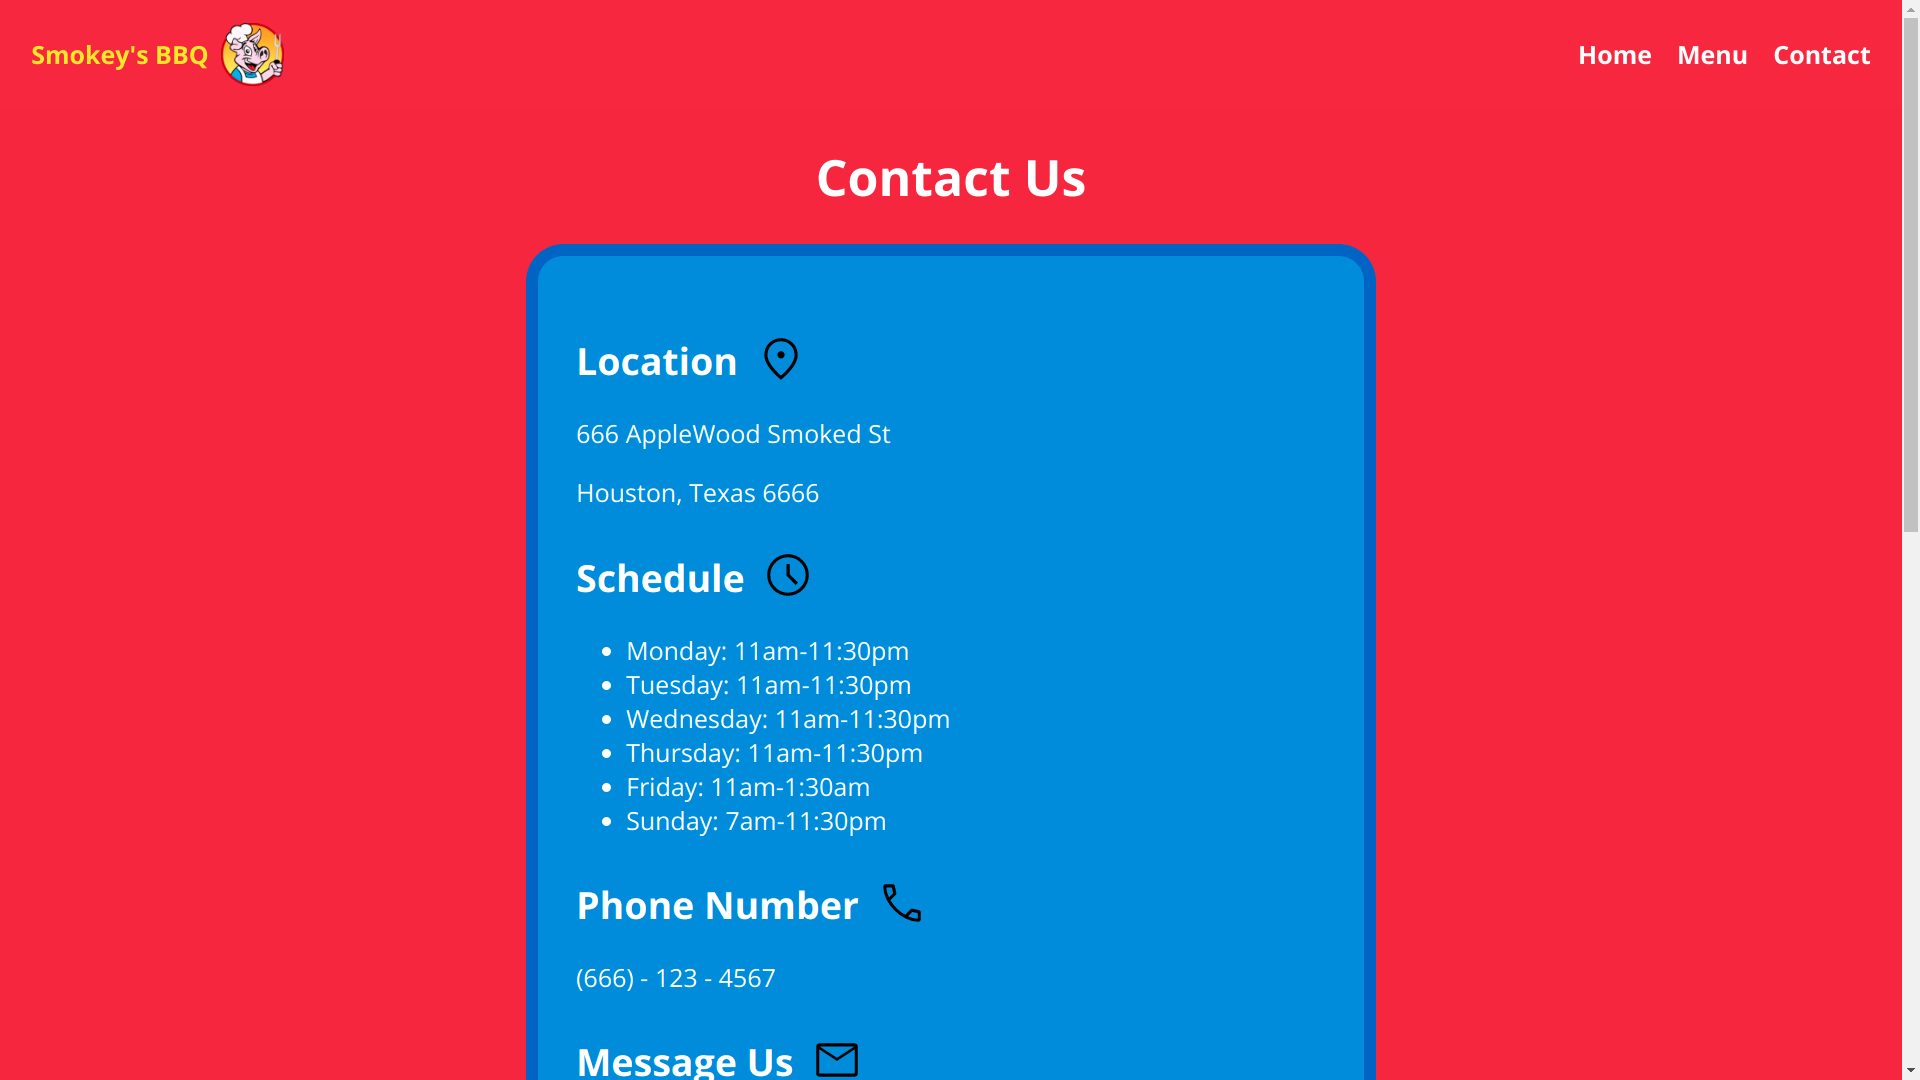 Smokey's BBQ
Home Menu Contact
Contact Us
Location
666 AppleWood Smoked St
Houston, Texas 6666
Schedule
Monday: 11am-11:30pm
Tuesday: 11am-11:30pm
Wednesday: 11am-11:30pm
Thursday: 11am-11:30pm
Friday: 11am-1:30am
Sunday: 7am-11:30pm
Phone Number
(666) - 123 - 4567
Message Us